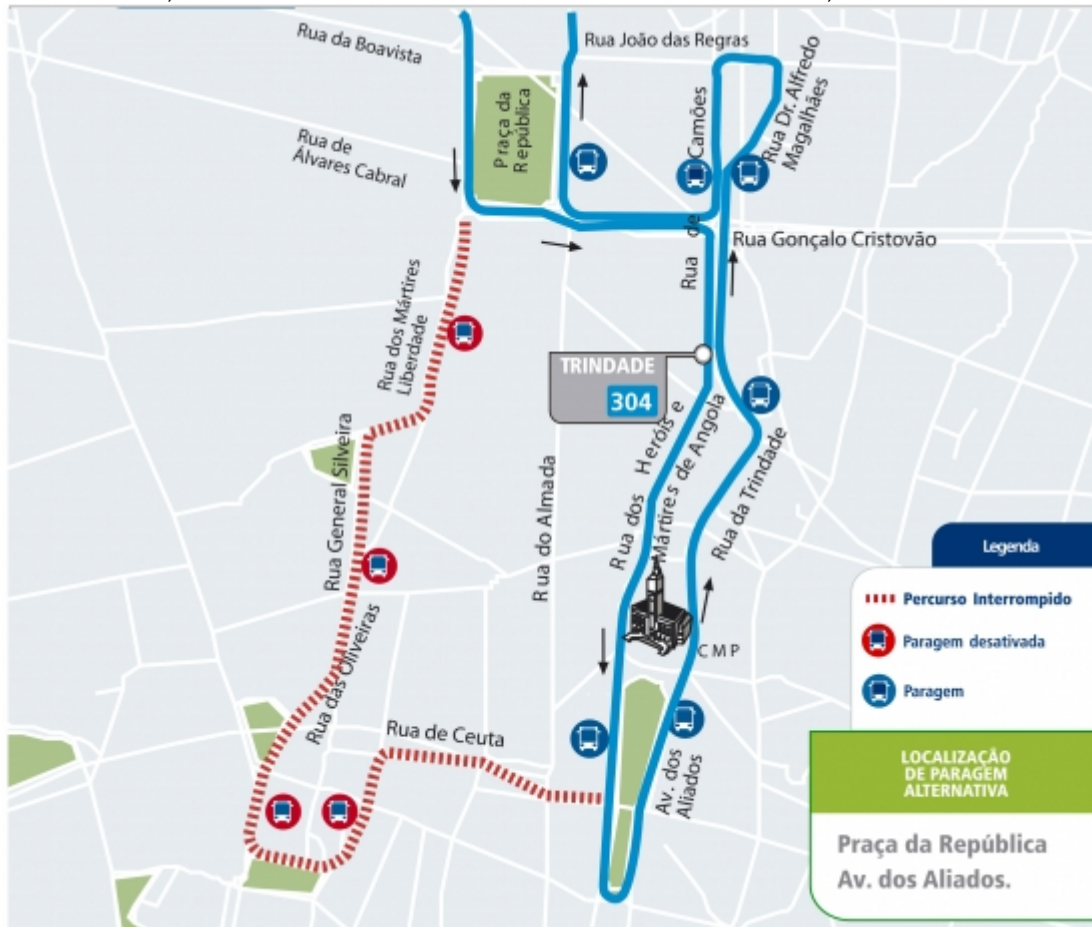 Rua da Boavista
Rua João das Regras
Praça da
República
Rua de
Álvares Cabral
Rua de Camões
Rua Dr. Alfredo
Magalhães
Rua Gonçalo Cristovão
Rua dos Mártires
Liberdade
TRINDADE
304
Rua dos Heróis e
Mártires de Angola
Rua da Trindade
Rua General Silveira
Rua do Almada
Rua das Oliveiras
Rua de Ceuta
CMP
Av. dos
Aliados
Legenda
Percurso Interrompido
Paragem desativada
Paragem
LOCALIZAÇÃO
DE PARAGEM
ALTERNATIVA
Praça da República
Av. dos Aliados.